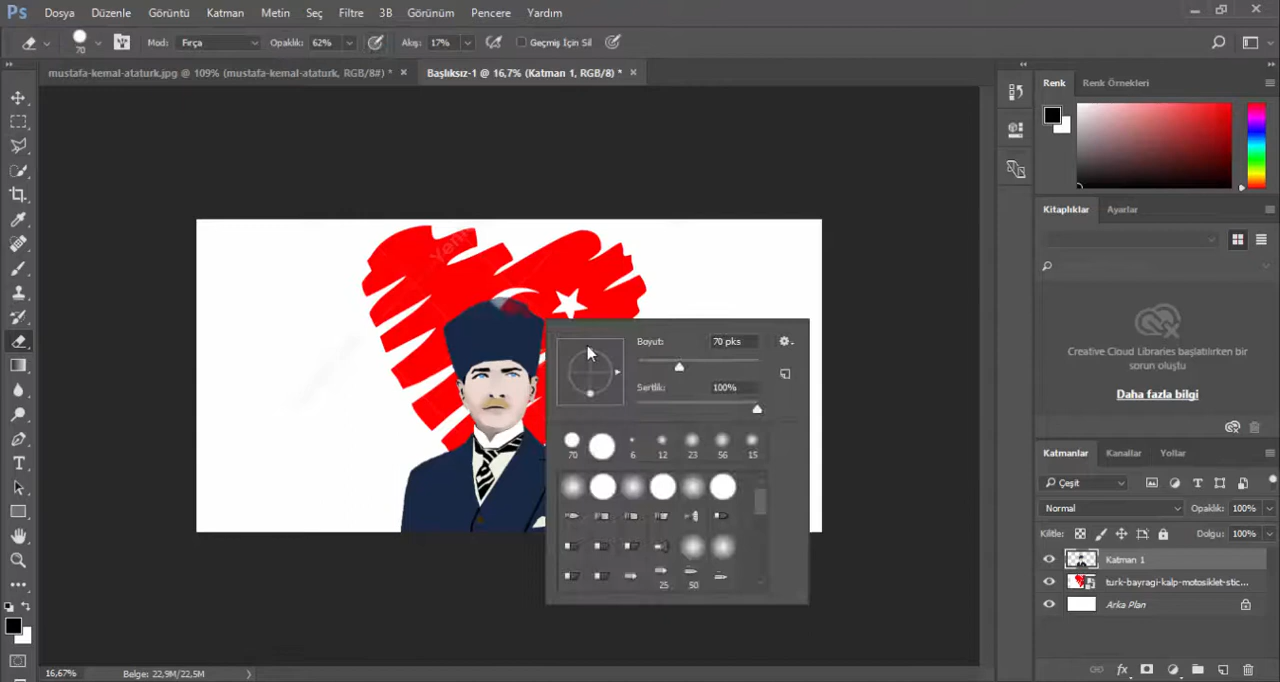 Ps Dosya Düzenle Görüntü Katman Metin Seç Filtre 3B Görünüm Pencere Yardım
70 Mod: Fırça Opaklı: 62% Akış: 17% Geçmiş İçin Sil
mustafa-kemal-ataturk.jpg @ 109% (mustafa-kemal-ataturk, RGB/8#) * × Başlıksız-1 @ 16,7% (Katman 1, RGB/8) * ×
Renk Renk Örnekleri
Kitaplıklar Ayarlar
Creative Cloud Libraries başlatılırken bir
sorun oluştu
Daha fazla bilgi
Boyut: 70 pks
Sertlik: 100%
70 6 12 23 56 15
25 50
Katmanlar Kanallar Yollar
Çeşit
Normal Opaklık: 100%
Kilitle: Dolgu: 100%
Katman 1
turk-bayragi-kalp-motosiklet-stic...
Arka Plan
fx
16,67% Belge: 22,9M/22,5M